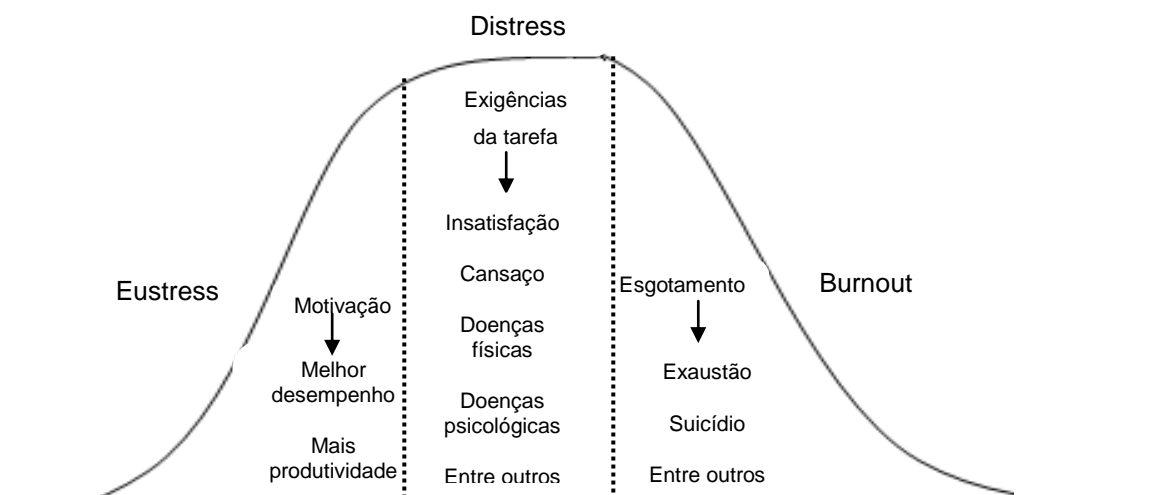 Distress
Exigências
da tarefa
Insatisfação
Cansaço
Doenças
físicas
Doenças
psicológicas
Entre outros
Eustress
Motivação
Melhor
desempenho
Mais
produtividade
Esgotamento
Exaustão
Suicídio
Entre outros
Burnout